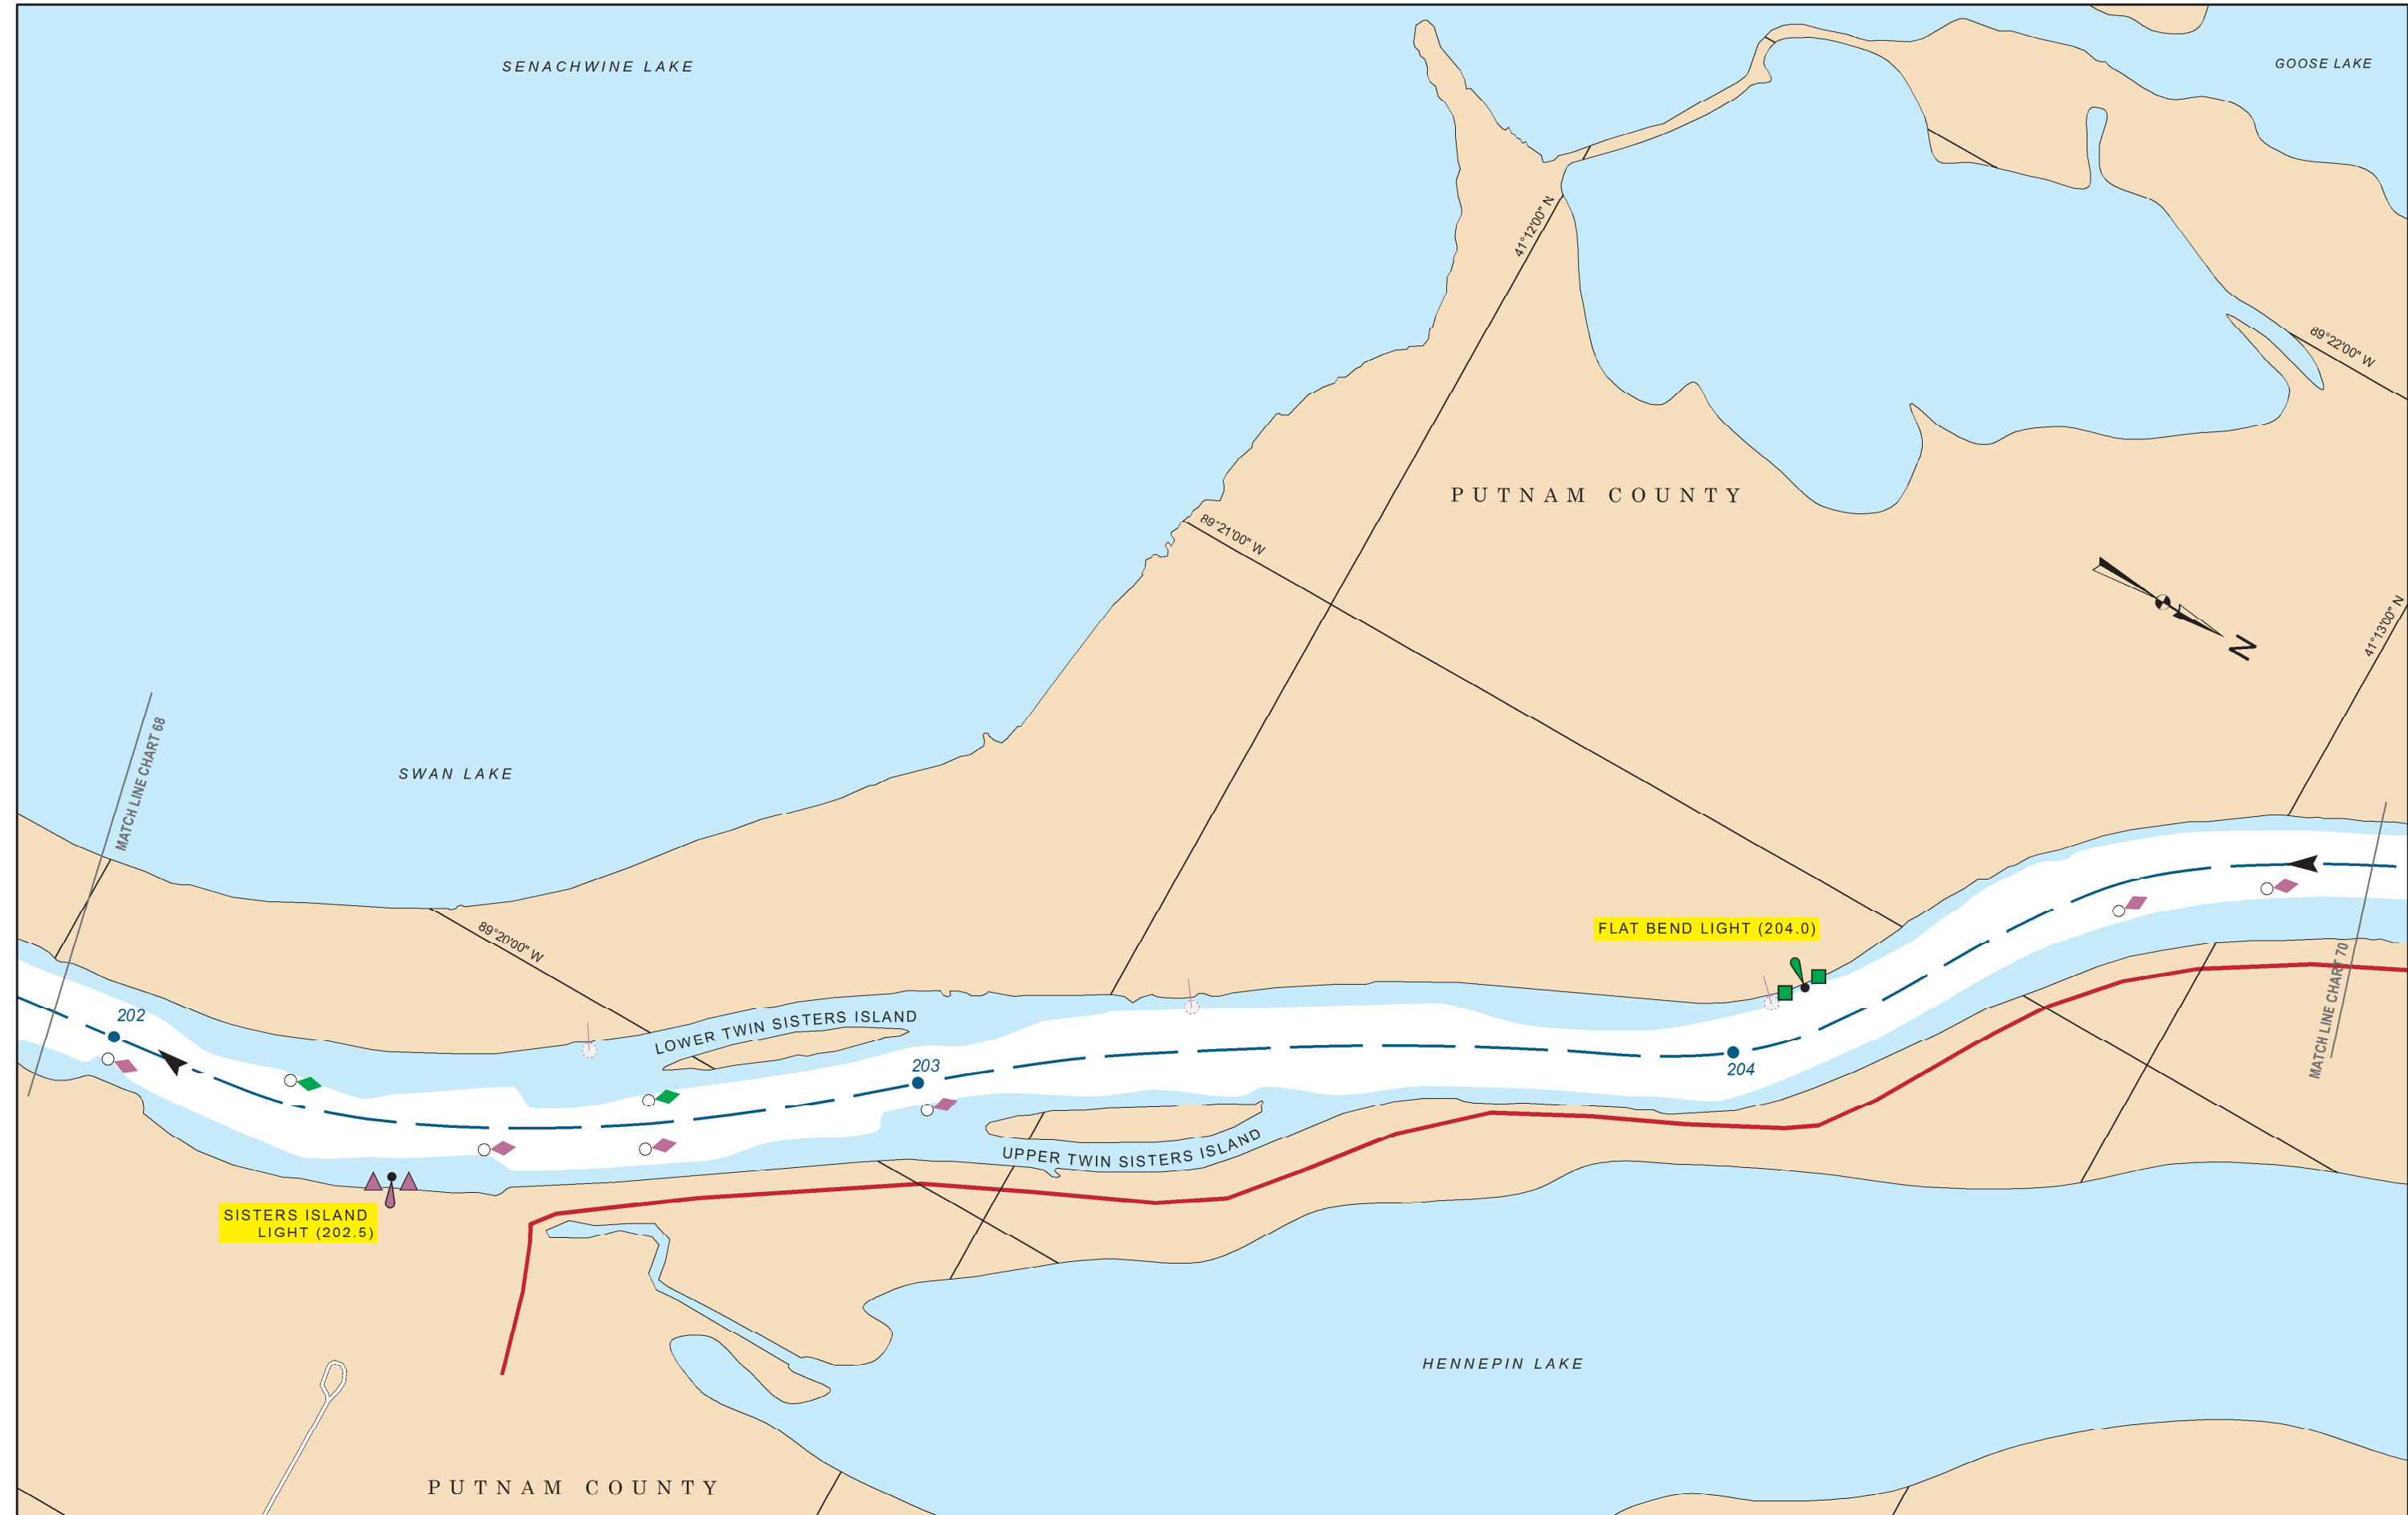 SENACHWINE LAKE
GOOSE LAKE
41°12'00" N
89°22'00" W
PUTNAM COUNTY
89°21'00" W
N
41°13'00" N
MATCH LINE CHART 68
SWAN LAKE
89°20'00" W
FLAT BEND LIGHT (204.0)
MATCH LINE CHART 70
202
LOWER TWIN SISTERS ISLAND
203
204
UPPER TWIN SISTERS ISLAND
SISTERS ISLAND
LIGHT (202.5)
HENNEPIN LAKE
PUTNAM COUNTY